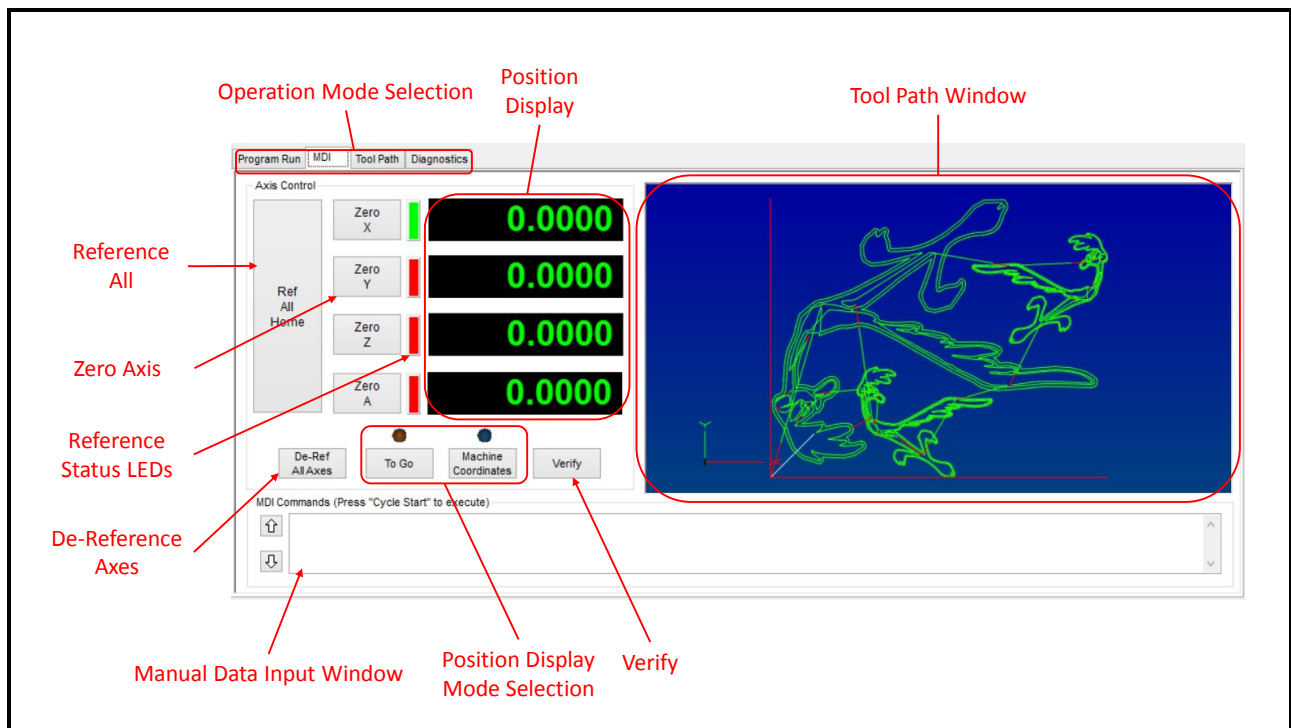 Operation Mode Selection
Position
Display
Tool Path Window
Program Run MDI Tool Path Diagnostics
Axis Control
Reference
All
Ref
All
Home
Zero
X
0.0000
Zero
Y
0.0000
Zero
Z
0.0000
Zero
A
0.0000
Zero Axis
Reference
Status LEDs
De-Ref
All Axes
To Go
Machine
Coordinates
Verify
Y
X
MDI Commands (Press "Cycle Start" to execute)
De-Reference
Axes
Manual Data Input Window
Position Display
Mode Selection
Verify